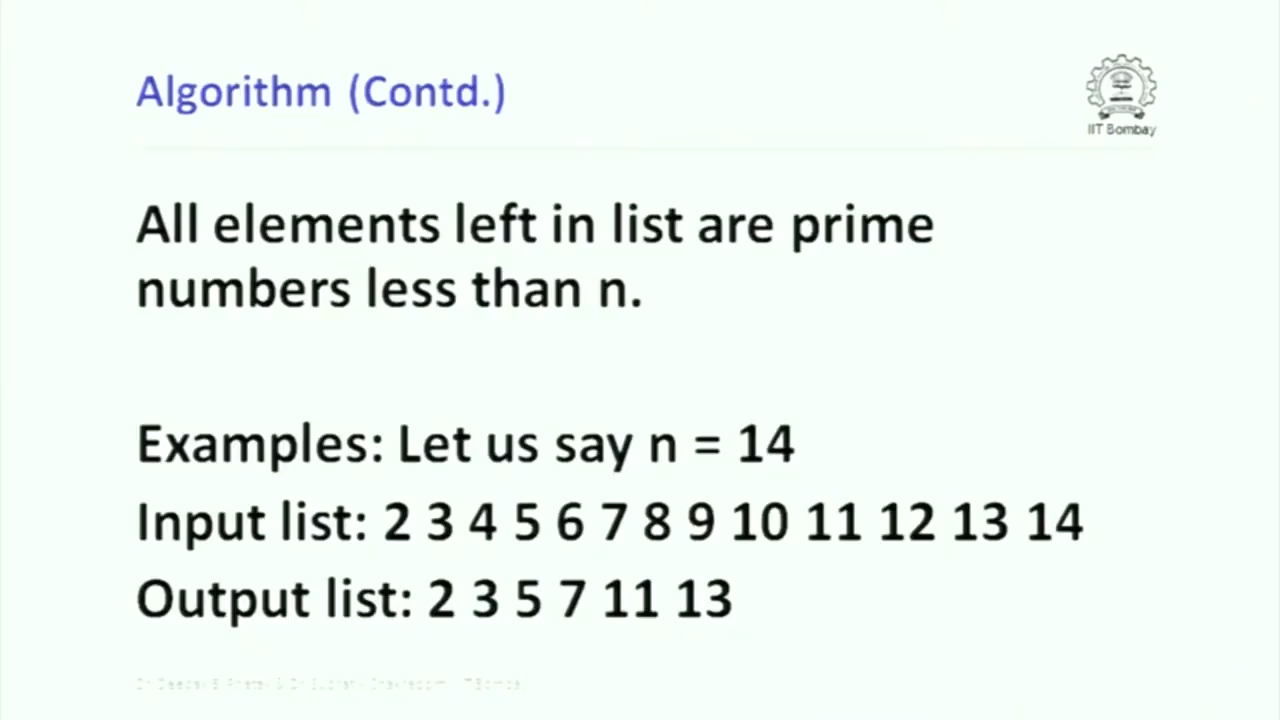 Algorithm (Contd.)
IIT Bombay
All elements left in list are prime
numbers less than n.
Examples: Let us say n = 14
Input list: 2 3 4 5 6 7 8 9 10 11 12 13 14
Output list: 2 3 5 7 11 13